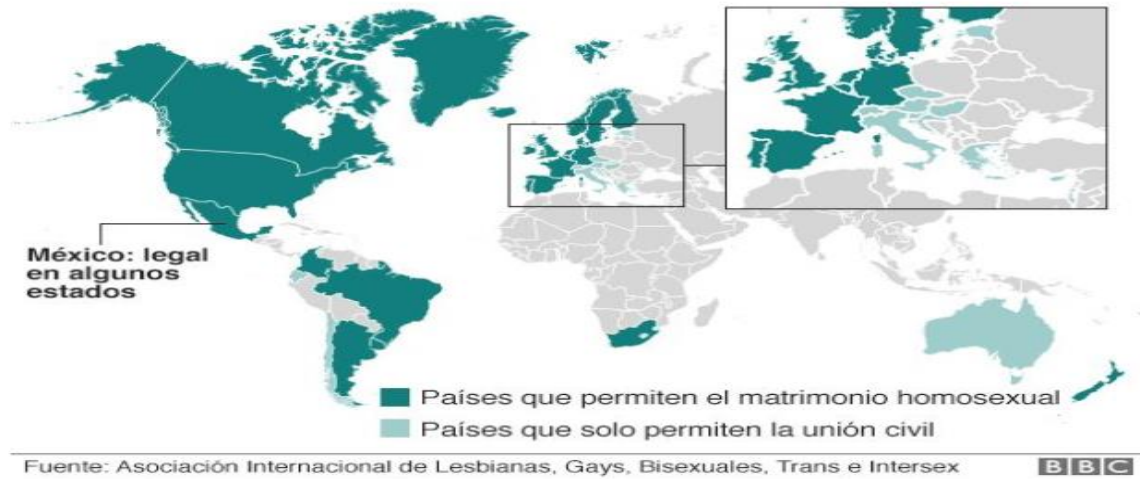 México: legal
en algunos
estados
Países que permiten el matrimonio homosexual
Países que solo permiten la unión civil
Fuente: Asociación Internacional de Lesbianas, Gays, Bisexuales, Trans e Intersex
BBC